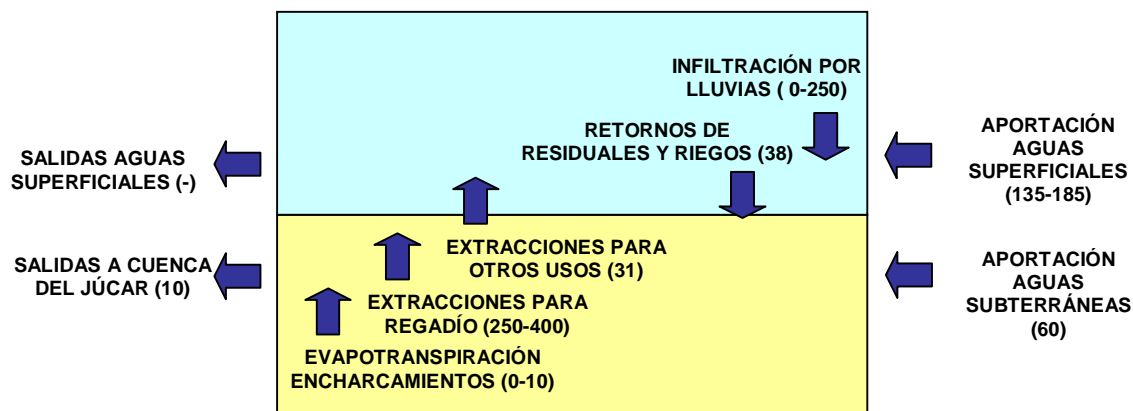 INFILTRACIÓN POR
LLUVIAS ( 0-250)
RETORNOS DE
RESIDUALES Y RIEGOS (38)
SALIDAS AGUAS
SUPERFICIALES (-)
APORTACIÓN
AGUAS
SUPERFICIALES
(135-185)
EXTRACCIONES PARA
OTROS USOS (31)
SALIDAS A CUENCA
DEL JÚCAR (10)
EXTRACCIONES PARA
REGADÍO (250-400)
EVAPOTRANSPIRACIÓN
ENCHARCAMIENTOS (0-10)
APORTACIÓN
AGUAS
SUBTERRÁNEAS
(60)